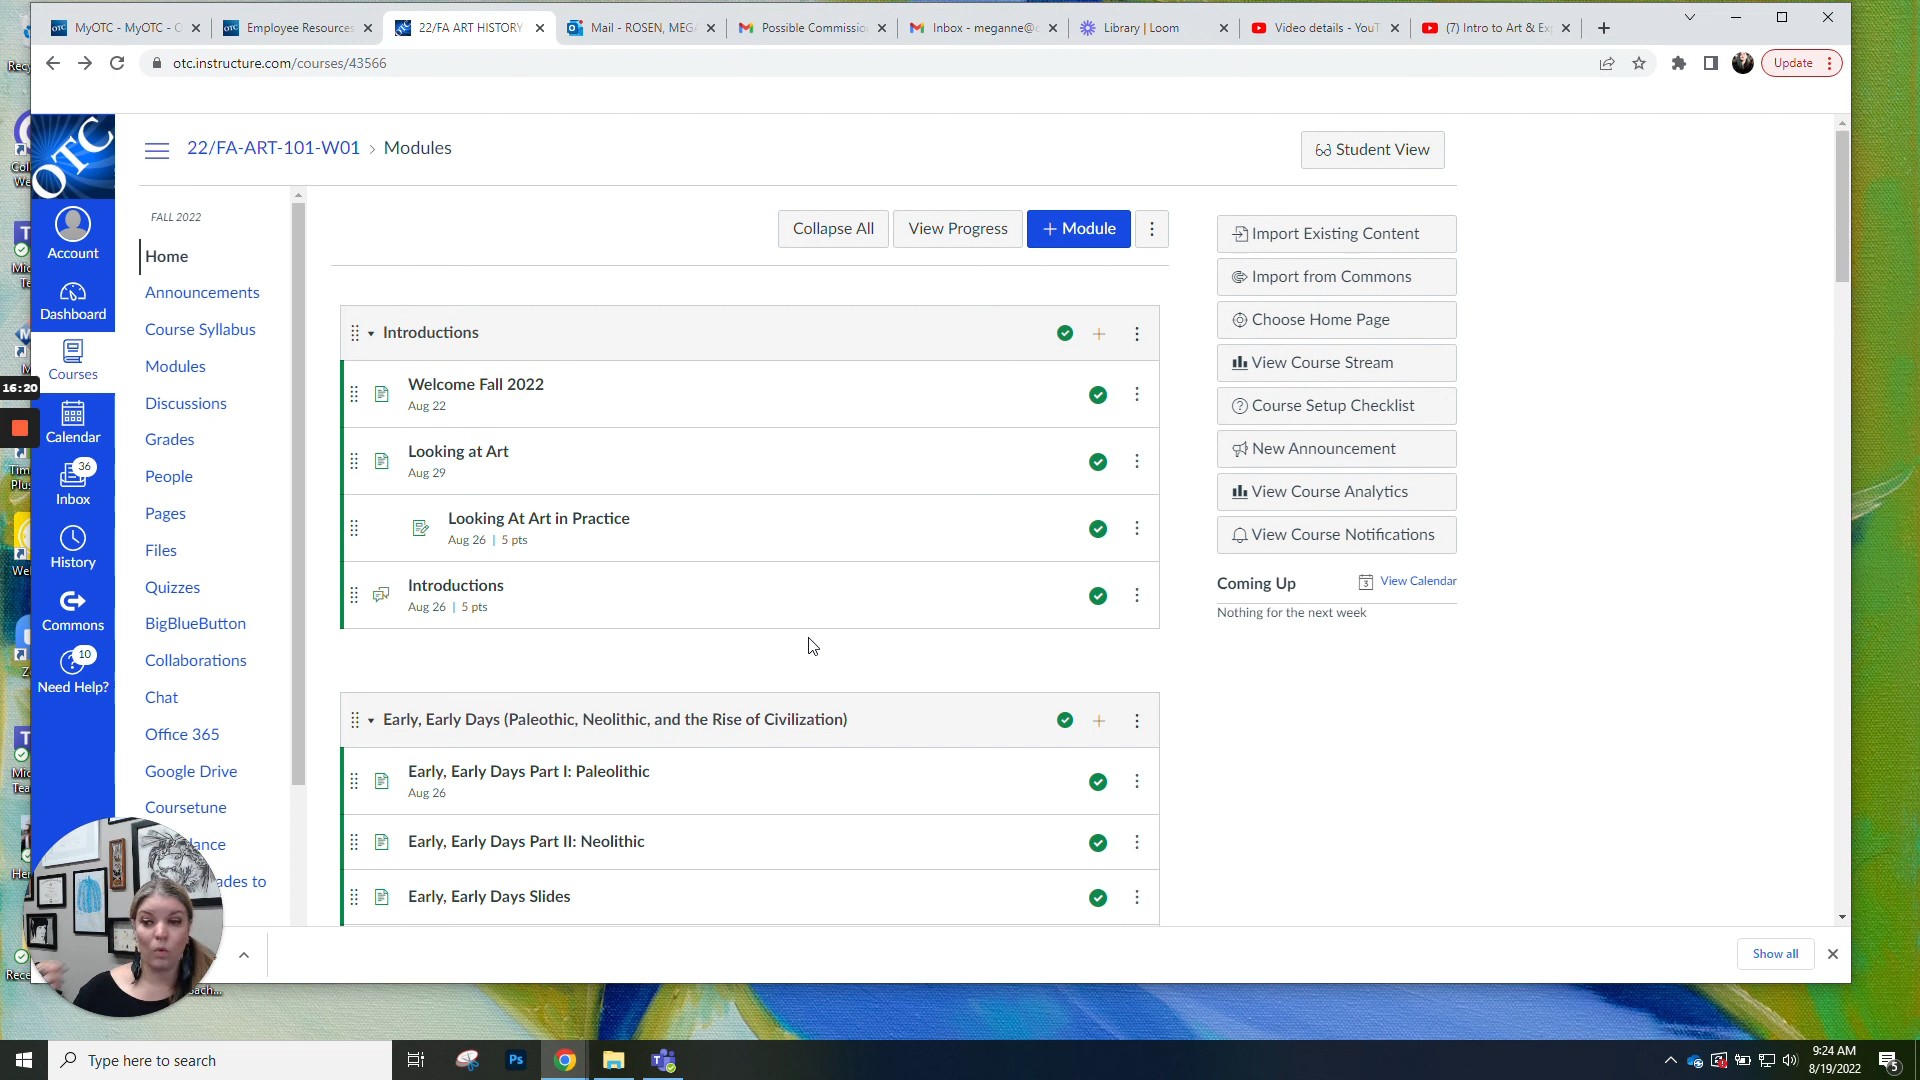 MyOTC - MyOTC - O
Employee Resources
22/FA ART HISTORY
Mail - ROSEN, MEGA
Possible Commissio
Inbox - meganne@
Library | Loom
Video details - YouT
(7) Intro to Art & Ex
otc.instructure.com/courses/43566
Update
OTC
22/FA-ART-101-W01 > Modules
Student View
Account
Dashboard
Courses
16:20
Calendar
36
Inbox
History
Commons
10
Need Help?
FALL 2022
Home
Announcements
Course Syllabus
Modules
Discussions
Grades
People
Pages
Files
Quizzes
BigBlueButton
Collaborations
Chat
Office 365
Google Drive
Coursetune
ades to
Collapse All
View Progress
+ Module
Introductions
Welcome Fall 2022
Aug 22
Looking at Art
Aug 29
Looking At Art in Practice
Aug 26 | 5 pts
Introductions
Aug 26 | 5 pts
Early, Early Days (Paleothic, Neolithic, and the Rise of Civilization)
Early, Early Days Part I: Paleolithic
Aug 26
Early, Early Days Part II: Neolithic
Early, Early Days Slides
Import Existing Content
Import from Commons
Choose Home Page
View Course Stream
Course Setup Checklist
New Announcement
View Course Analytics
View Course Notifications
Coming Up
3
View Calendar
Nothing for the next week
Show all
Type here to search
Ps
9:24 AM
8/19/2022
5